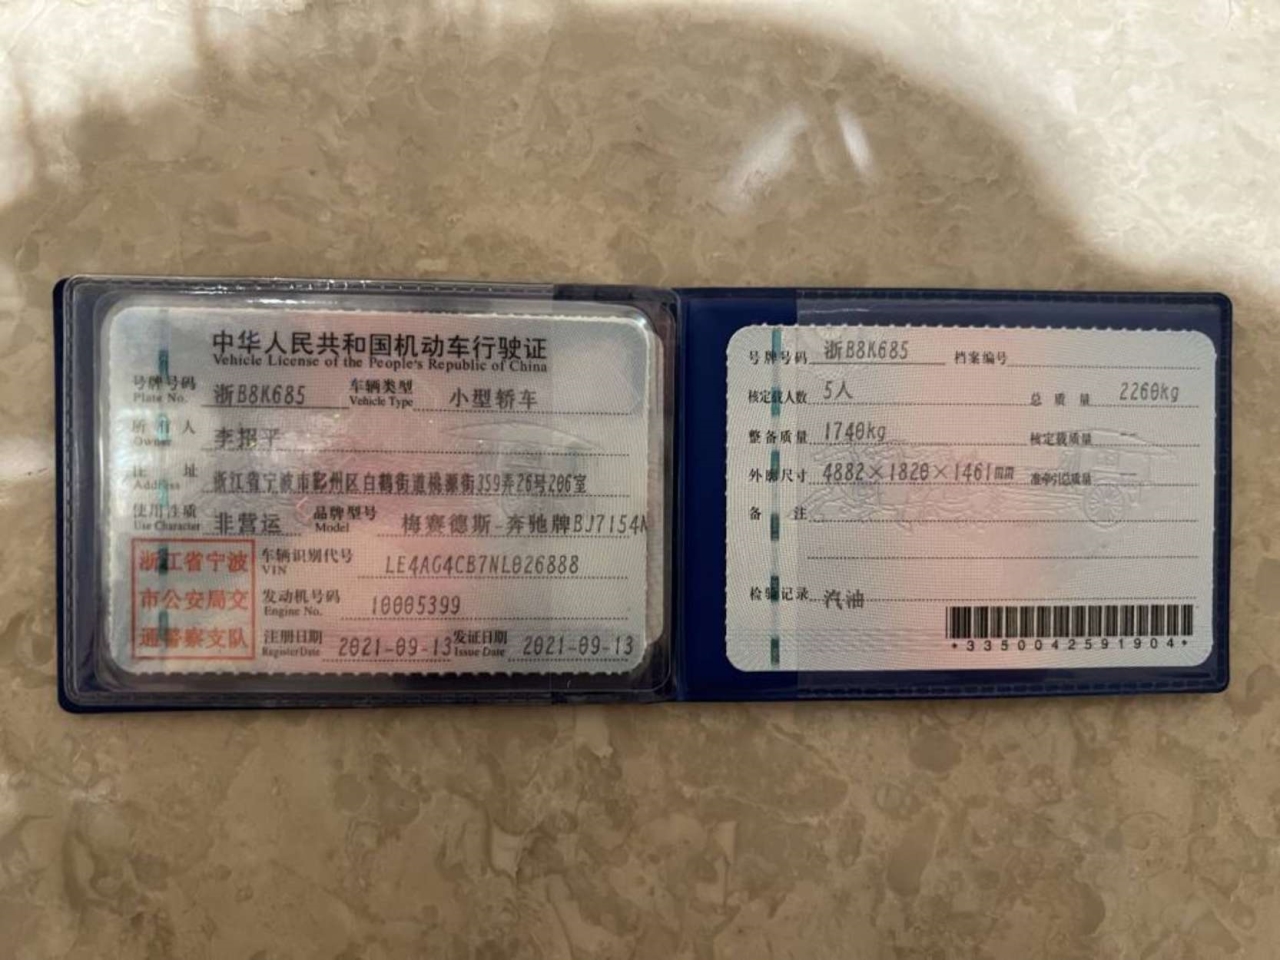 中华人民共和国机动车行驶证
Vehicle License of the People's Republic of China
号牌号码 浙B8K685 车辆类型 小型轿车
Plate No. Vehicle Type
所有人 李招平
Owner
住址 浙江省宁波市鄞州区白鹤街道桃源街359弄26号206室
Address
使用性质 非营运 品牌型号 梅赛德斯-奔驰牌BJ7154
Use Character Model
浙江省宁波
市公安局交
通警察支队
车辆识别代号 LE4AG4CB7NL026888
VIN
发动机号码 10005399
Engine No.
注册日期 2021-09-13 发证日期 2021-09-13
Register Date Issue Date
号牌号码 浙B8K685 档案编号
核定载人数 5人 总质量 2260kg
整备质量 1740kg 核定载质量 --
外廓尺寸 4882×1820×1461 准牵引总质量 --
备注
检验记录 汽油
*3350042591904*